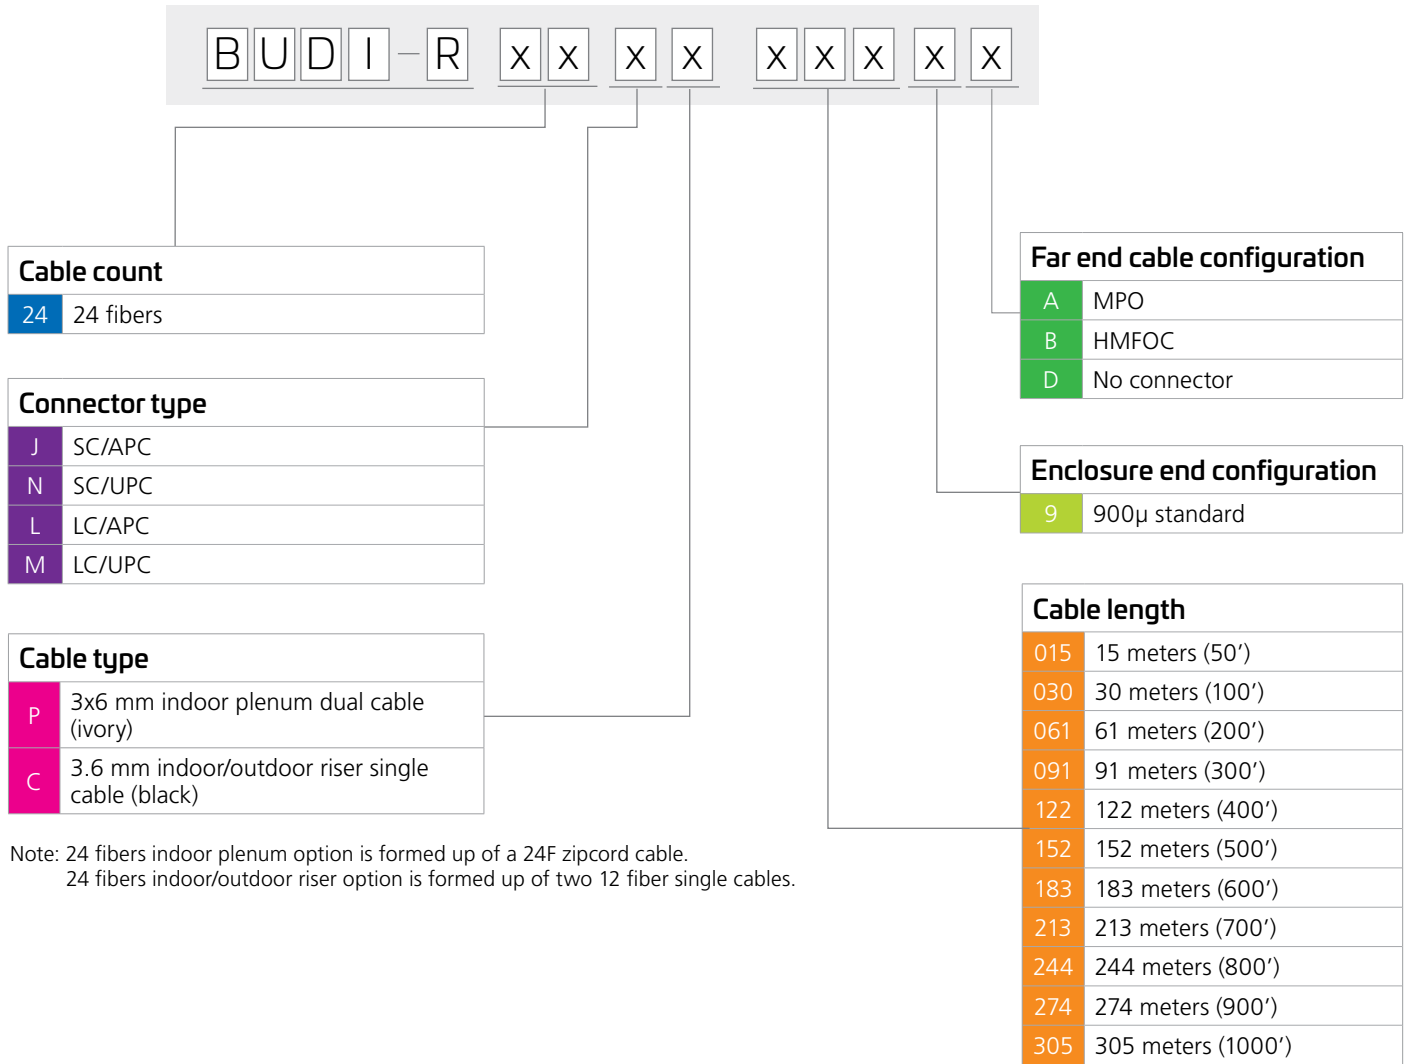 BUDI-R xx x x xxx x x
Cable count
24 24 fibers
Connector type
J SC/APC
N SC/UPC
L LC/APC
M LC/UPC
Cable type
P 3x6 mm indoor plenum dual cable
(ivory)
C 3.6 mm indoor/outdoor riser single
cable (black)
Note: 24 fibers indoor plenum option is formed up of a 24F zipcord cable.
24 fibers indoor/outdoor riser option is formed up of two 12 fiber single cables.
Far end cable configuration
A MPO
B HMFOC
D No connector
Enclosure end configuration
9 900µ standard
Cable length
015 15 meters (50’)
030 30 meters (100’)
061 61 meters (200’)
091 91 meters (300’)
122 122 meters (400’)
152 152 meters (500’)
183 183 meters (600’)
213 213 meters (700’)
244 244 meters (800’)
274 274 meters (900’)
305 305 meters (1000’)